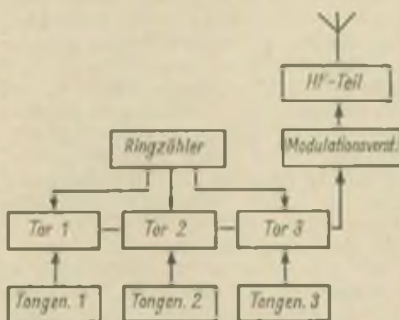 HF-Teil
Ringzähler
Modulationsverst.
Tor 1
Tor 2
Tor 3
Tongen. 1
Tongen. 2
Tongen. 3